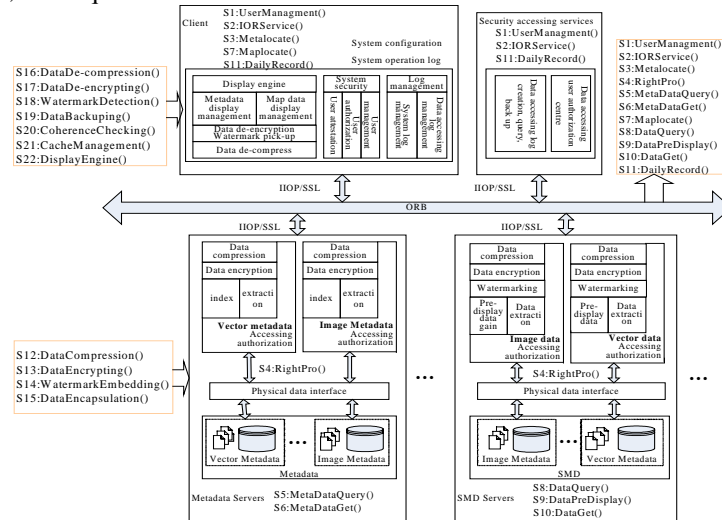 Client
S1:UserManagment()
S2:IORService()
S3:Metalocate()
S7:Maplocate()
S11:DailyRecord()
System configuration
System operation log
Display engine
Metadata display management
Map data display management
Data de-encryption
Watermark pick-up
Data de-compress
System security
User attestation
User authorization
User management
Log management
System log management
Data accessing log management
Security accessing services
S1:UserManagment()
S2:IORService()
S11:DailyRecord()
Data accessing log creation, query, back up
Data accessing user authorization centre
S1:UserManagment()
S2:IORService()
S3:Metalocate()
S4:RightPro()
S5:MetaDataQuery()
S6:MetaDataGet()
S7:Maplocate()
S8:DataQuery()
S9:DataPreDisplay()
S10:DataGet()
S11:DailyRecord()
S16:DataDe-compression()
S17:DataDe-encrypting()
S18:WatermarkDetection()
S19:DataBackuping()
S20:CoherenceChecking()
S21:CacheManagement()
S22:DisplayEngine()
IIOP/SSL
IIOP/SSL
ORB
IIOP/SSL
IIOP/SSL
Data compression
Data encryption
index
extracti on
Vector metadata
Accessing authorization
Data compression
Data encryption
index
extracti on
Image Metadata
Accessing authorization
S4:RightPro()
Physical data interface
Vector Metadata
...
Image Metadata
Metadata
Metadata Servers
S5:MetaDataQuery()
S6:MetaDataGet()
...
S12:DataCompression()
S13:DataEncrypting()
S14:WatermarkEmbedding()
S15:DataEncapsulation()
Data compression
Data encryption
Watermarking
Pre-display data gain
Data extracti on
Image data
Accessing authorization
Data compression
Data encryption
Watermarking
Pre-display data
Data extracti on
Vector data
Accessing authorization
S4:RightPro()
Physical data interface
Image Metadata
...
Vector Metadata
SMD
SMD Servers
S8:DataQuery()
S9:DataPreDisplay()
S10:DataGet()
...